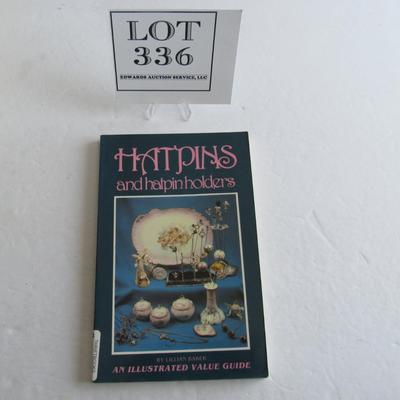 LOT
336
EDWARDS AUCTION SERVICE, LLC
HATPINS
and hatpin holders
BY LILLIAN BAKER
AN ILLUSTRATED VALUE GUIDE